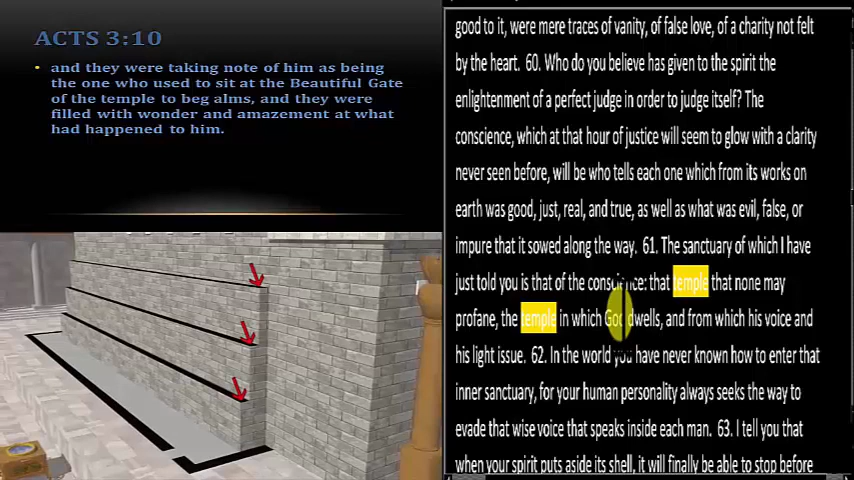 ACTS 3:10
• and they were taking note of him as being
the one who used to sit at the Beautiful Gate
of the temple to beg alms, and they were
filled with wonder and amazement at what
had happened to him.
good to it, were mere traces of vanity, of false love, of a charity not felt
by the heart. 60. Who do you believe has given to the spirit the
enlightenment of a perfect judge in order to judge itself? The
conscience, which at that hour of justice will seem to glow with a clarity
never seen before, will be who tells each one which from its works on
earth was good, just, real, and true, as well as what was evil, false, or
impure that it sowed along the way. 61. The sanctuary of which I have
just told you is that of the conscience: that temple that none may
profane, the temple in which God dwells, and from which his voice and
his light issue. 62. In the world you have never known how to enter that
inner sanctuary, for your human personality always seeks the way to
evade that wise voice that speaks inside each man. 63. I tell you that
when your spirit puts aside its shell, it will finally be able to stop before